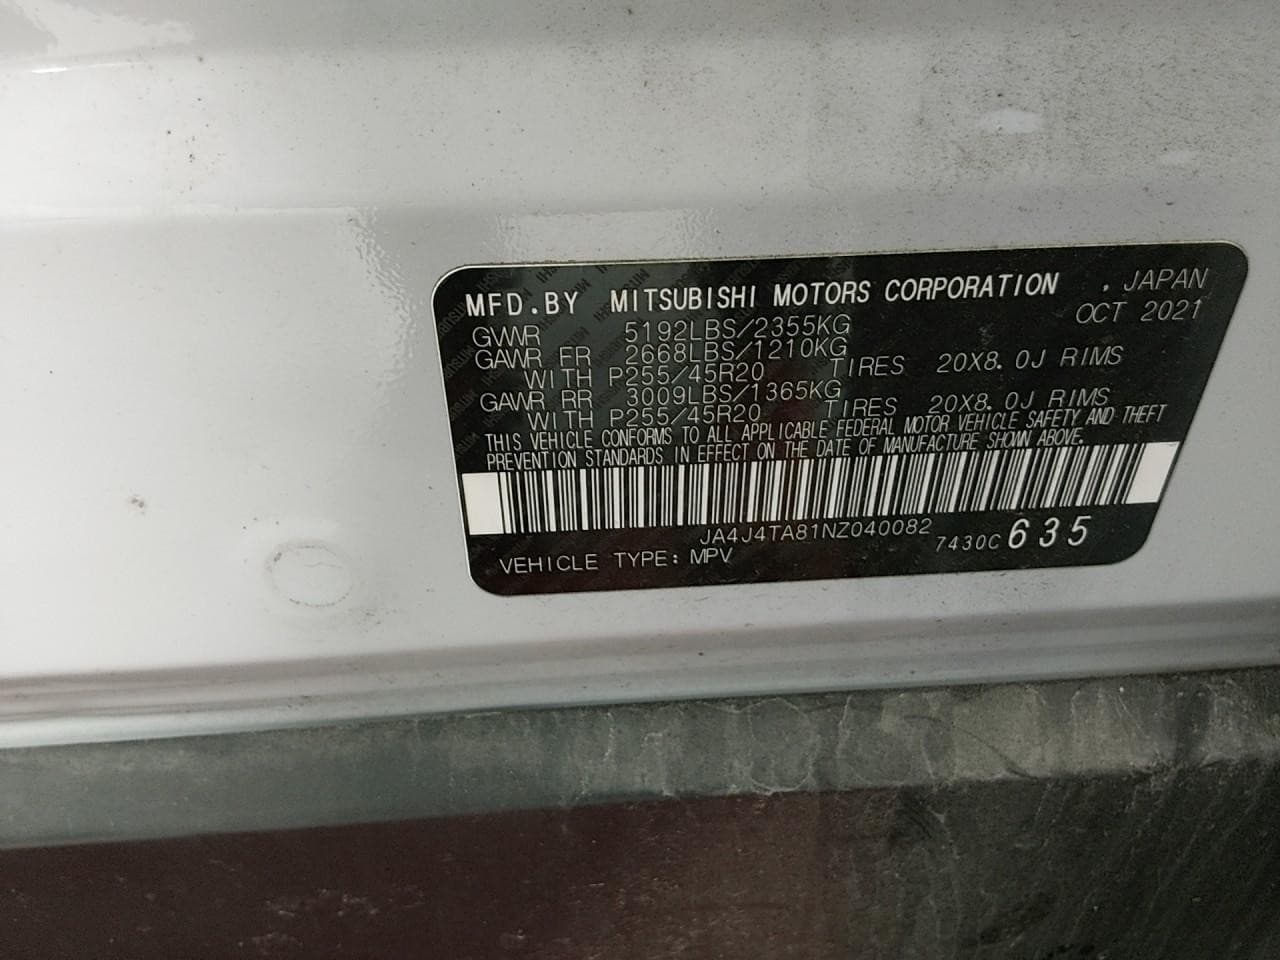 MFD.BY MITSUBISHI MOTORS CORPORATION . JAPAN
GVWR 5192LBS/2355KG OCT 2021
GAWR FR 2668LBS/1210KG
WITH P255/45R20 TIRES 20X8.0J RIMS
GAWR RR 3009LBS/1365KG
WITH P255/45R20 TIRES 20X8.0J RIMS
THIS VEHICLE CONFORMS TO ALL APPLICABLE FEDERAL MOTOR VEHICLE SAFETY AND THEFT
PREVENTION STANDARDS IN EFFECT ON THE DATE OF MANUFACTURE SHOWN ABOVE.
JA4J4TA81NZ040082 7430C 635
VEHICLE TYPE: MPV